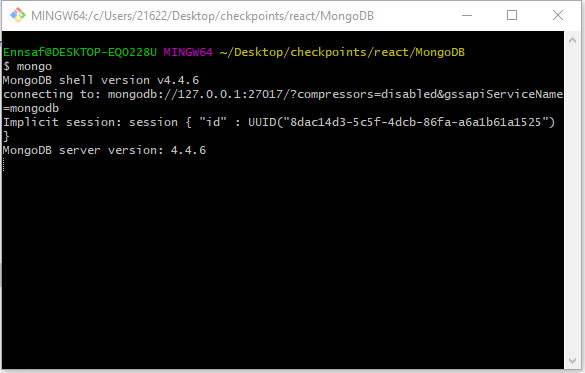 MINGW64:/c/Users/21622/Desktop/checkpoints/react/MongoDB
Ennsaf@DESKTOP-EQO228U MINGW64 ~/Desktop/checkpoints/react/MongoDB
$ mongo
MongoDB shell version v4.4.6
connecting to: mongodb://127.0.0.1:27017/?compressors=disabled&gssapiServiceName
=mongodb
Implicit session: session { "id" : UUID("8dac14d3-5c5f-4dcb-86fa-a6a1b61a1525")
}
MongoDB server version: 4.4.6